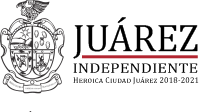 JUÁREZ
INDEPENDIENTE
HEROICA CIUDAD JUÁREZ 2018-2021